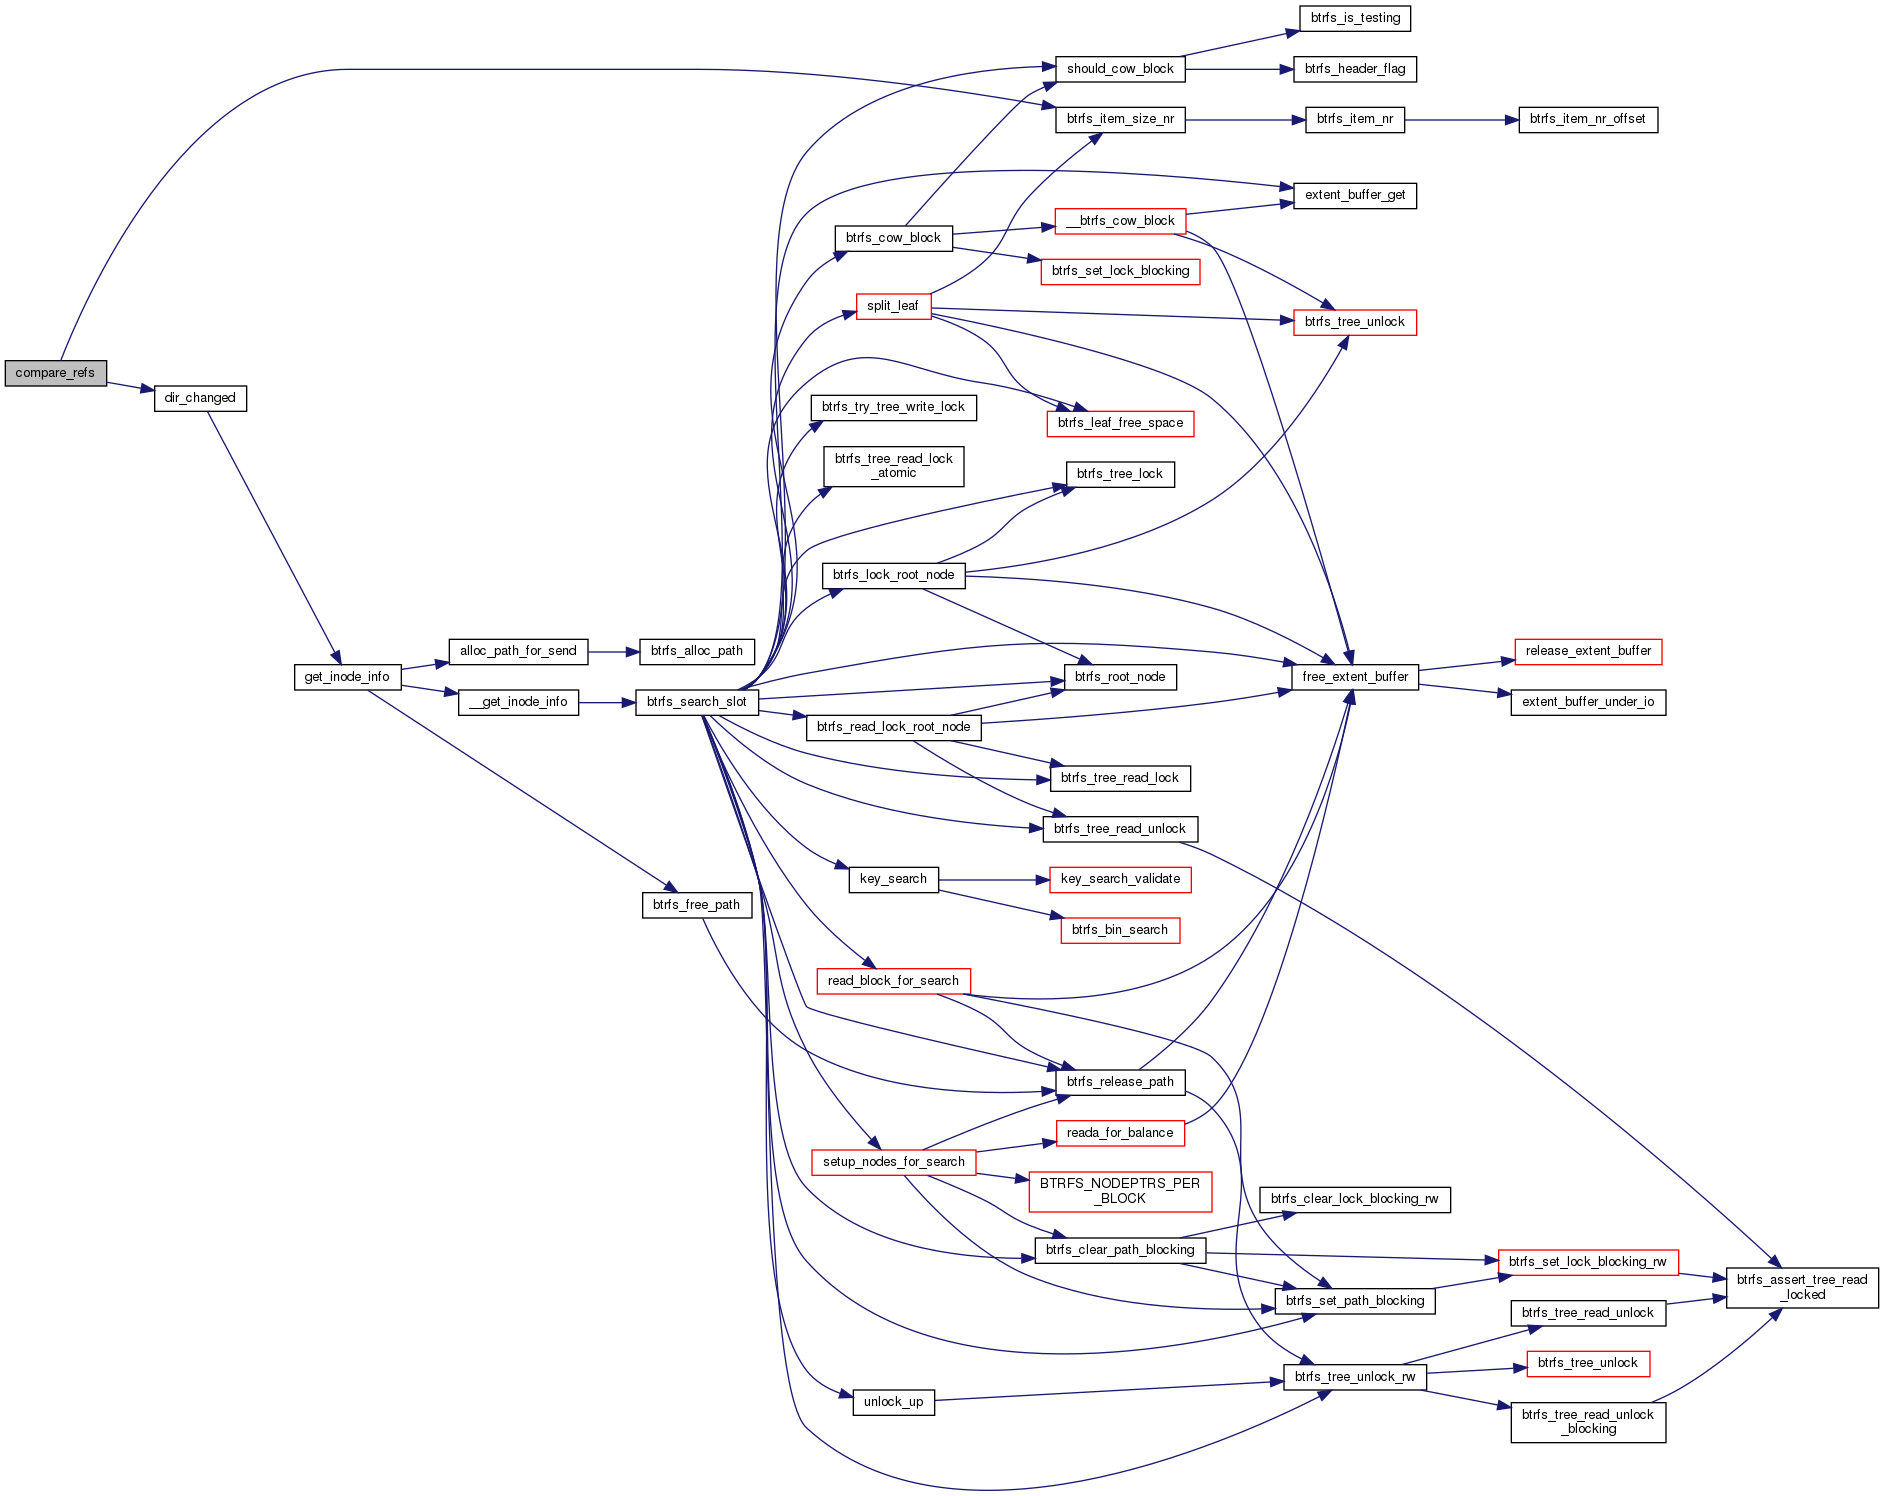 btrfs_is_testing
should_cow_block
btrfs_header_flag
btrfs_item_size_nr
btrfs_item_nr
btrfs_item_nr_offset
extent_buffer_get
__btrfs_cow_block
btrfs_cow_block
btrfs_set_lock_blocking
split_leaf
btrfs_tree_unlock
compare_refs
dir_changed
btrfs_try_tree_write_lock
btrfs_leaf_free_space
btrfs_tree_read_lock
_atomic
btrfs_tree_lock
btrfs_lock_root_node
alloc_path_for_send
btrfs_alloc_path
release_extent_buffer
get_inode_info
btrfs_root_node
free_extent_buffer
__get_inode_info
btrfs_search_slot
extent_buffer_under_io
btrfs_read_lock_root_node
btrfs_tree_read_lock
btrfs_tree_read_unlock
key_search
key_search_validate
btrfs_free_path
btrfs_bin_search
read_block_for_search
btrfs_release_path
reada_for_balance
setup_nodes_for_search
BTRFS_NODEPTRS_PER
_BLOCK
btrfs_clear_lock_blocking_rw
btrfs_clear_path_blocking
btrfs_set_lock_blocking_rw
btrfs_assert_tree_read
_locked
btrfs_set_path_blocking
btrfs_tree_read_unlock
btrfs_tree_unlock
btrfs_tree_unlock_rw
unlock_up
btrfs_tree_read_unlock
_blocking